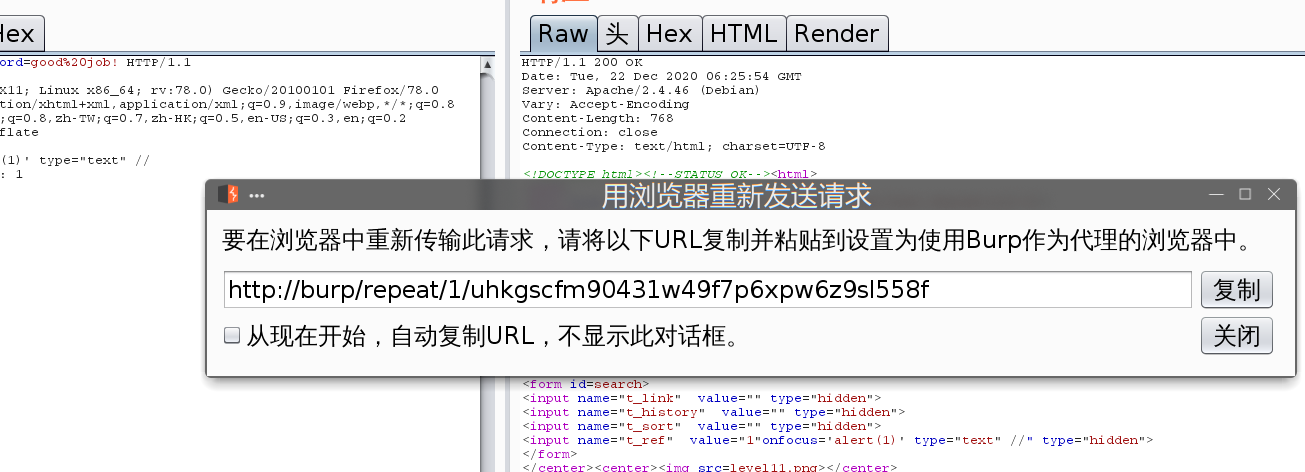 Hex
ord=good%20job! HTTP/1.1
X11; Linux x86_64; rv:78.0) Gecko/20100101 Firefox/78.0
tion/xhtml+xml,application/xml;q=0.9,image/webp,*/*;q=0.8
;q=0.8,zh-TW;q=0.7,zh-HK;q=0.5,en-US;q=0.3,en;q=0.2
flate
(1)' type="text" //
: 1
Raw 头 Hex HTML Render
HTTP/1.1 200 OK
Date: Tue, 22 Dec 2020 06:25:54 GMT
Server: Apache/2.4.46 (Debian)
Vary: Accept-Encoding
Content-Length: 768
Connection: close
Content-Type: text/html; charset=UTF-8
<!DOCTYPE html><!--STATUS OK--><html>
用浏览器重新发送请求
要在浏览器中重新传输此请求，请将以下URL复制并粘贴到设置为使用Burp作为代理的浏览器中。
http://burp/repeat/1/uhkgscfm90431w49f7p6xpw6z9sl558f 复制
从现在开始，自动复制URL，不显示此对话框。 关闭
<form id=search>
<input name="t_link"  value="" type="hidden">
<input name="t_history"  value="" type="hidden">
<input name="t_sort"  value="" type="hidden">
<input name="t_ref"  value="1"onfocus='alert(1)' type="text" //" type="hidden">
</form>
</center><center><img src=level11.png></center>